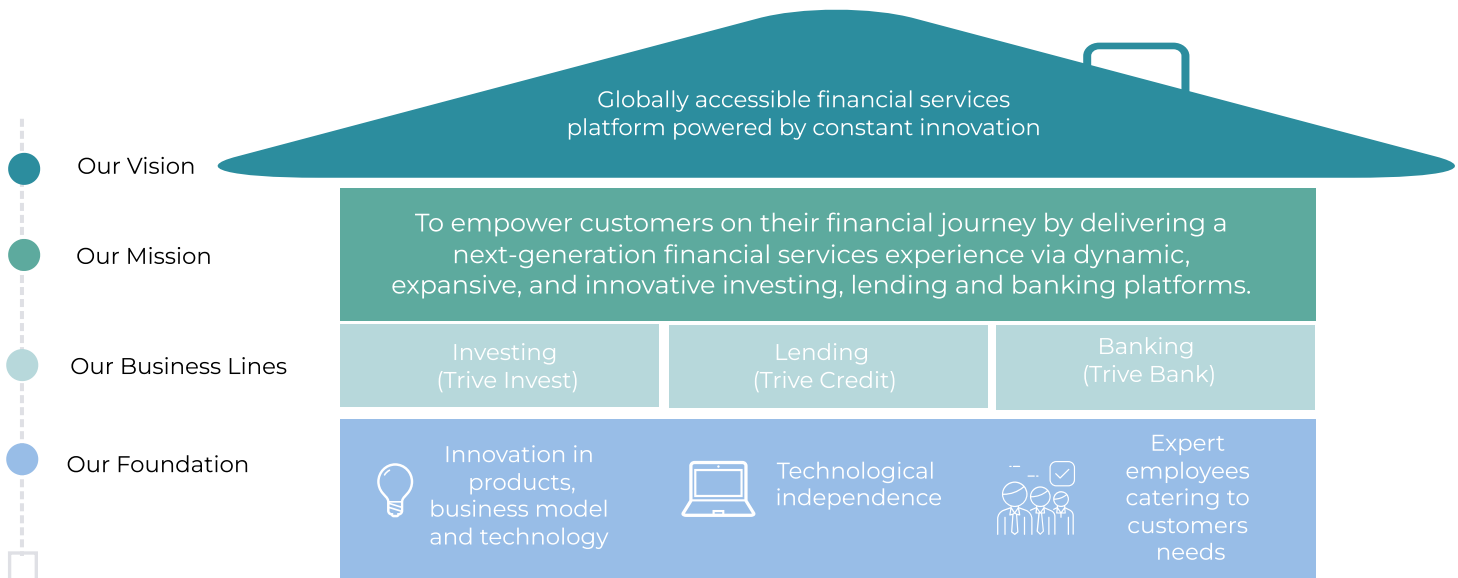 Globally accessible financial services
platform powered by constant innovation
Our Vision
To empower customers on their financial journey by delivering a
next-generation financial services experience via dynamic,
expansive, and innovative investing, lending and banking platforms.
Our Mission
Our Business Lines
Investing
(Trive Invest)
Lending
(Trive Credit)
Banking
(Trive Bank)
Our Foundation
Innovation in
products,
business model
and technology
Technological
independence
Expert
employees
catering to
customers
needs